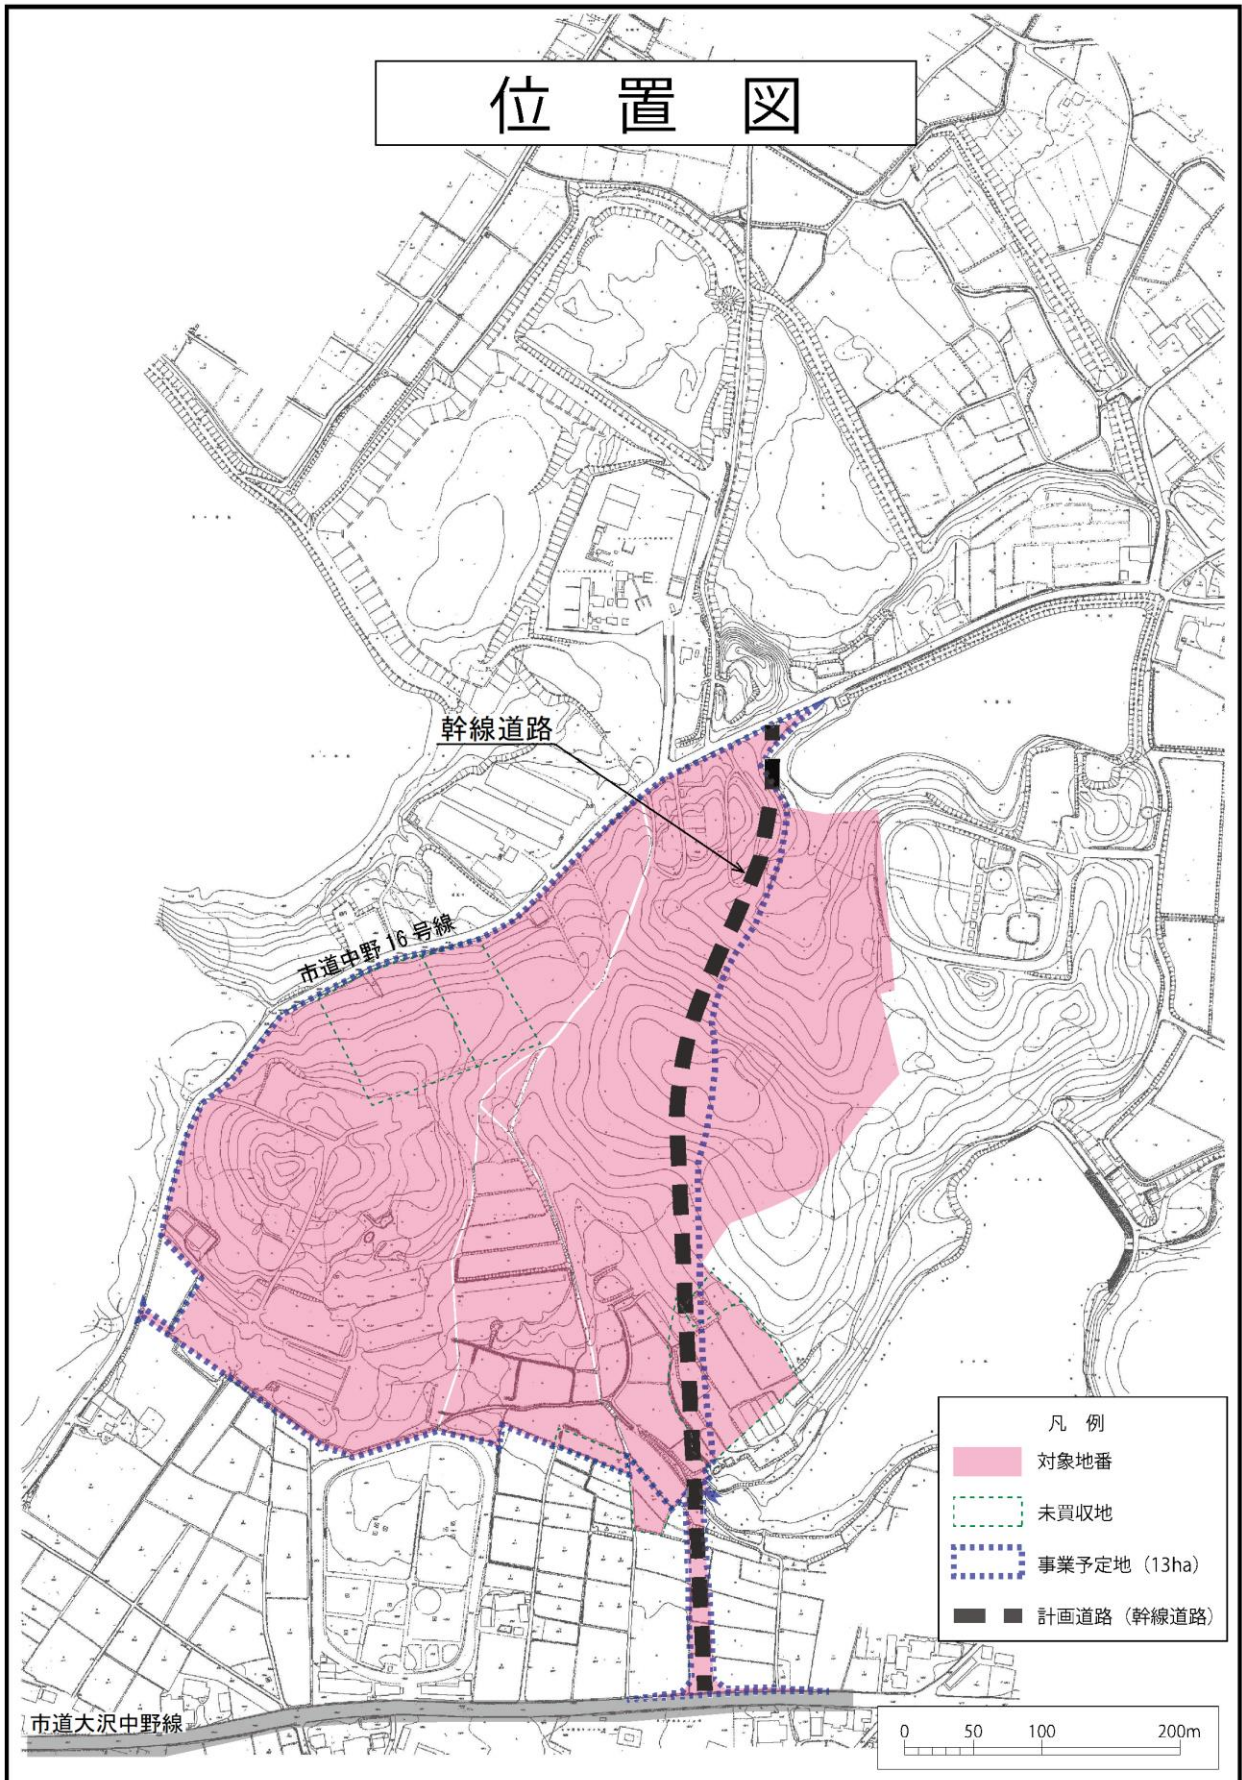 位 置 図
幹線道路
市道中野16号線
凡 例
対象地番
未買収地
事業予定地（13ha）
計画道路（幹線道路）
市道大沢中野線
0 50 100 200m